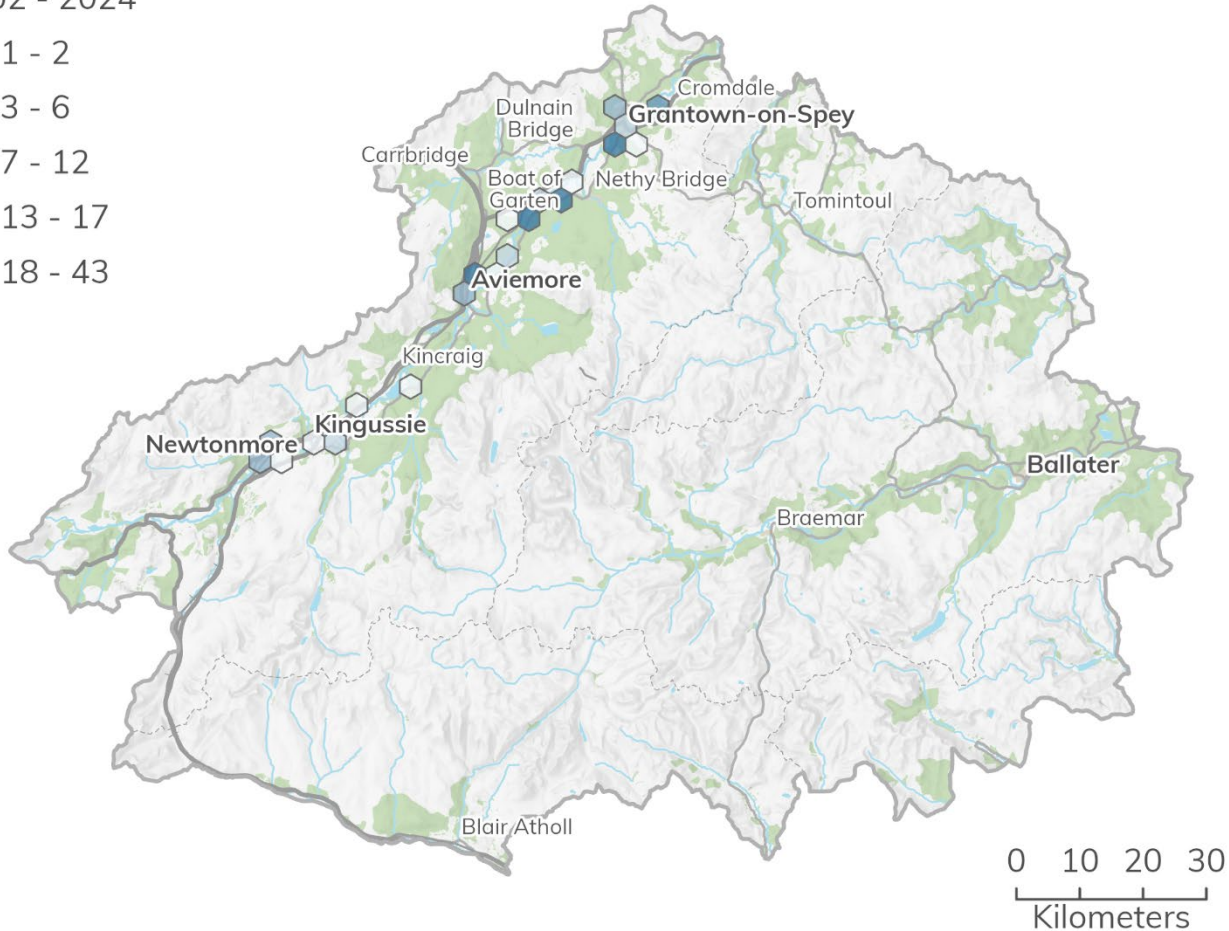 02 - 2024
1 - 2
3 - 6
7 - 12
13 - 17
18 - 43
Cromdale
Dulnain
Bridge
Grantown-on-Spey
Carrbridge
Boat of
Garten
Nethy Bridge
Tomintoul
Aviemore
Kincraig
Kingussie
Newtonmore
Ballater
Braemar
Blair Atholl
0 10 20 30
Kilometers